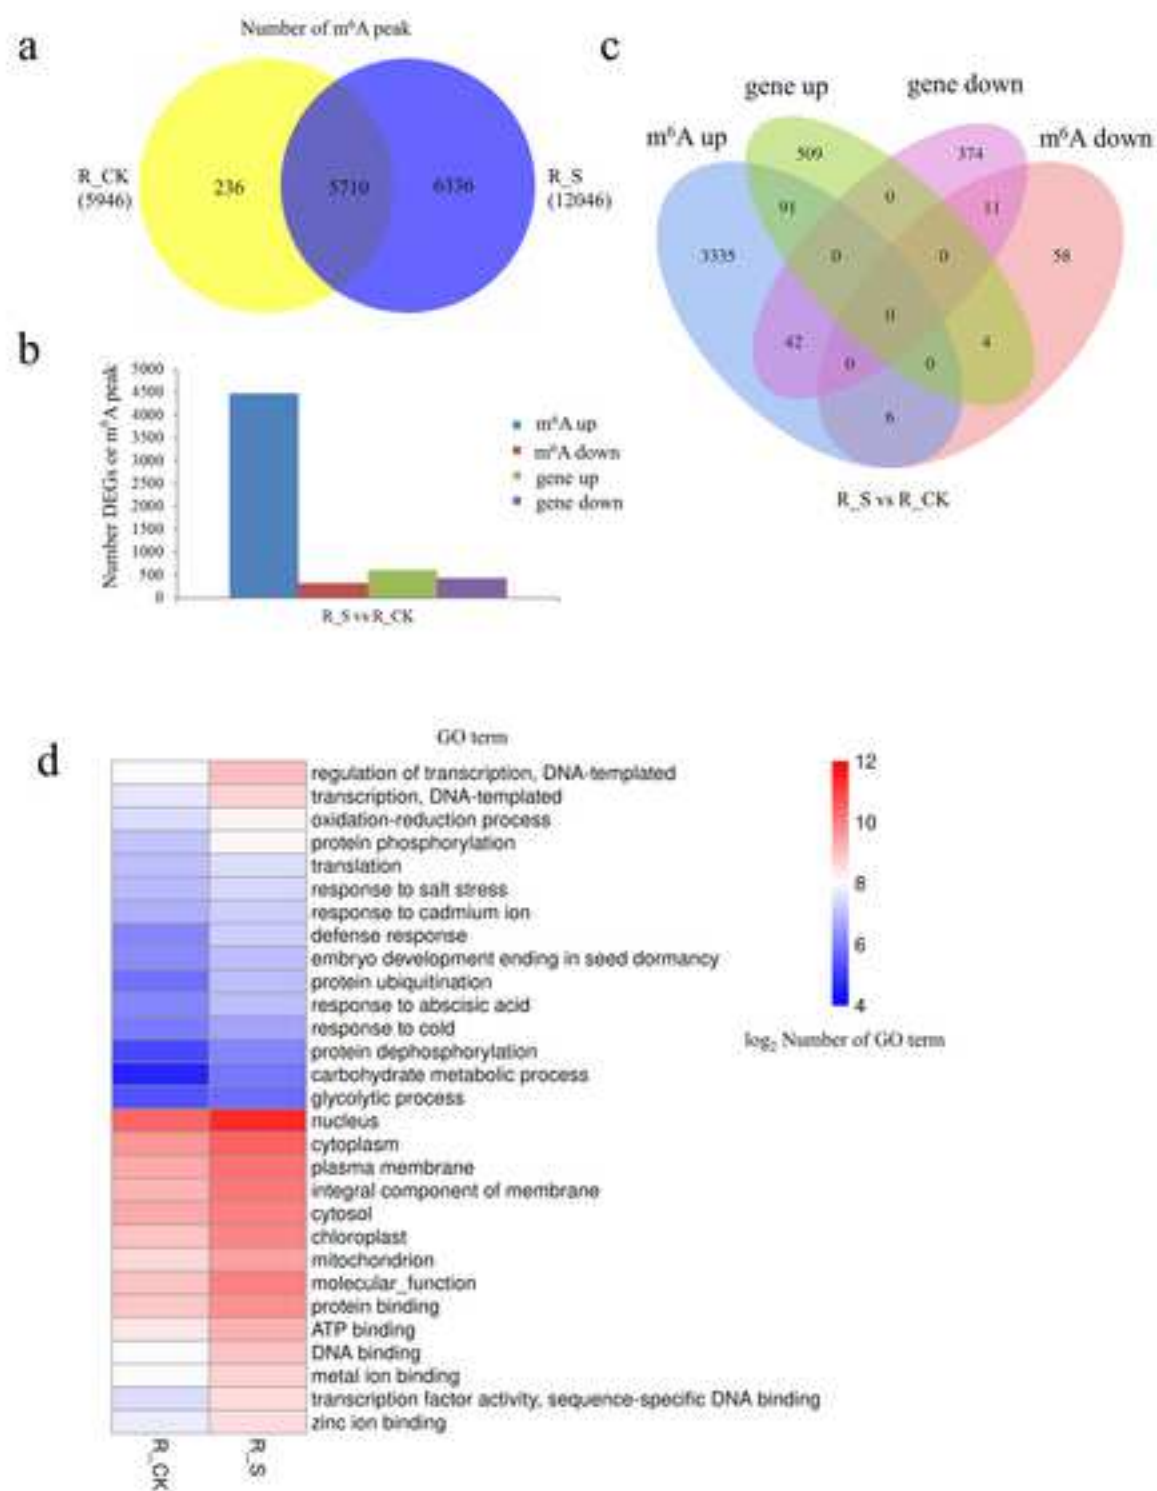 a
Number of m⁶A peak
R_CK
(5946)
236
5710
6336
R_S
(12046)
b
Number DEGs or m⁶A peak
5000
4500
4000
3500
3000
2500
2000
1500
1000
500
0
R_S vs R_CK
m⁶A up
m⁶A down
gene up
gene down
c
gene up
gene down
m⁶A up
m⁶A down
509
374
91
0
11
3335
0
0
58
0
42
0
0
4
6
R_S vs R_CK
d
GO term
regulation of transcription, DNA-templated
transcription, DNA-templated
oxidation-reduction process
protein phosphorylation
translation
response to salt stress
response to cadmium ion
defense response
embryo development ending in seed dormancy
protein ubiquitination
response to abscisic acid
response to cold
protein dephosphorylation
carbohydrate metabolic process
glycolytic process
nucleus
cytoplasm
plasma membrane
integral component of membrane
cytosol
chloroplast
mitochondrion
molecular_function
protein binding
ATP binding
DNA binding
metal ion binding
transcription factor activity, sequence-specific DNA binding
zinc ion binding
R_CK
R_S
12
10
8
6
4
log₂ Number of GO term